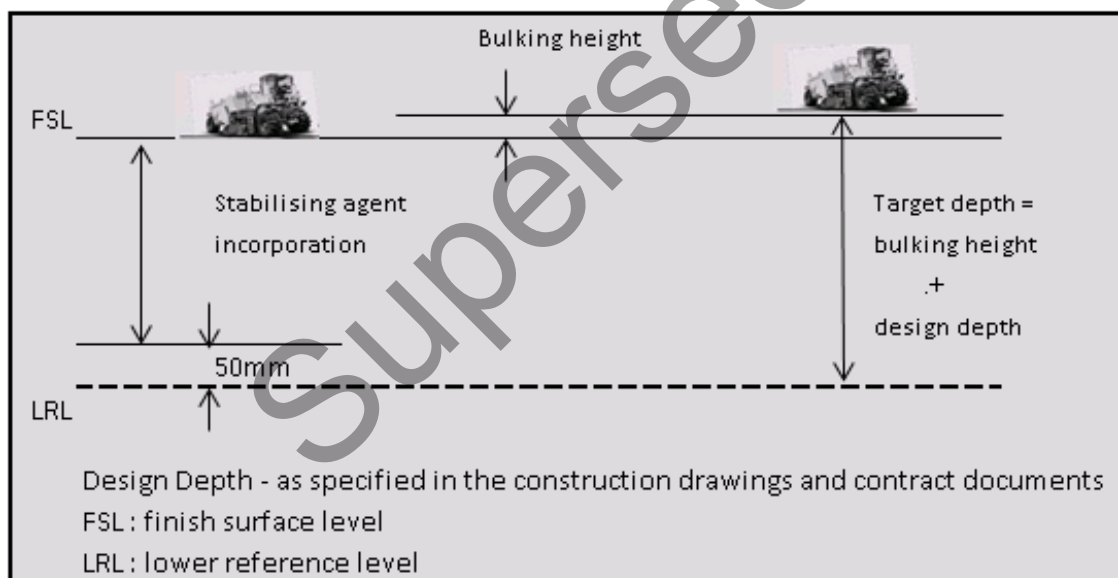 Bulking height
FSL
Stabilising agent
incorporation
Target depth =
bulking height
.+
design depth
50mm
LRL
Design Depth - as specified in the construction drawings and contract documents
FSL : finish surface level
LRL : lower reference level